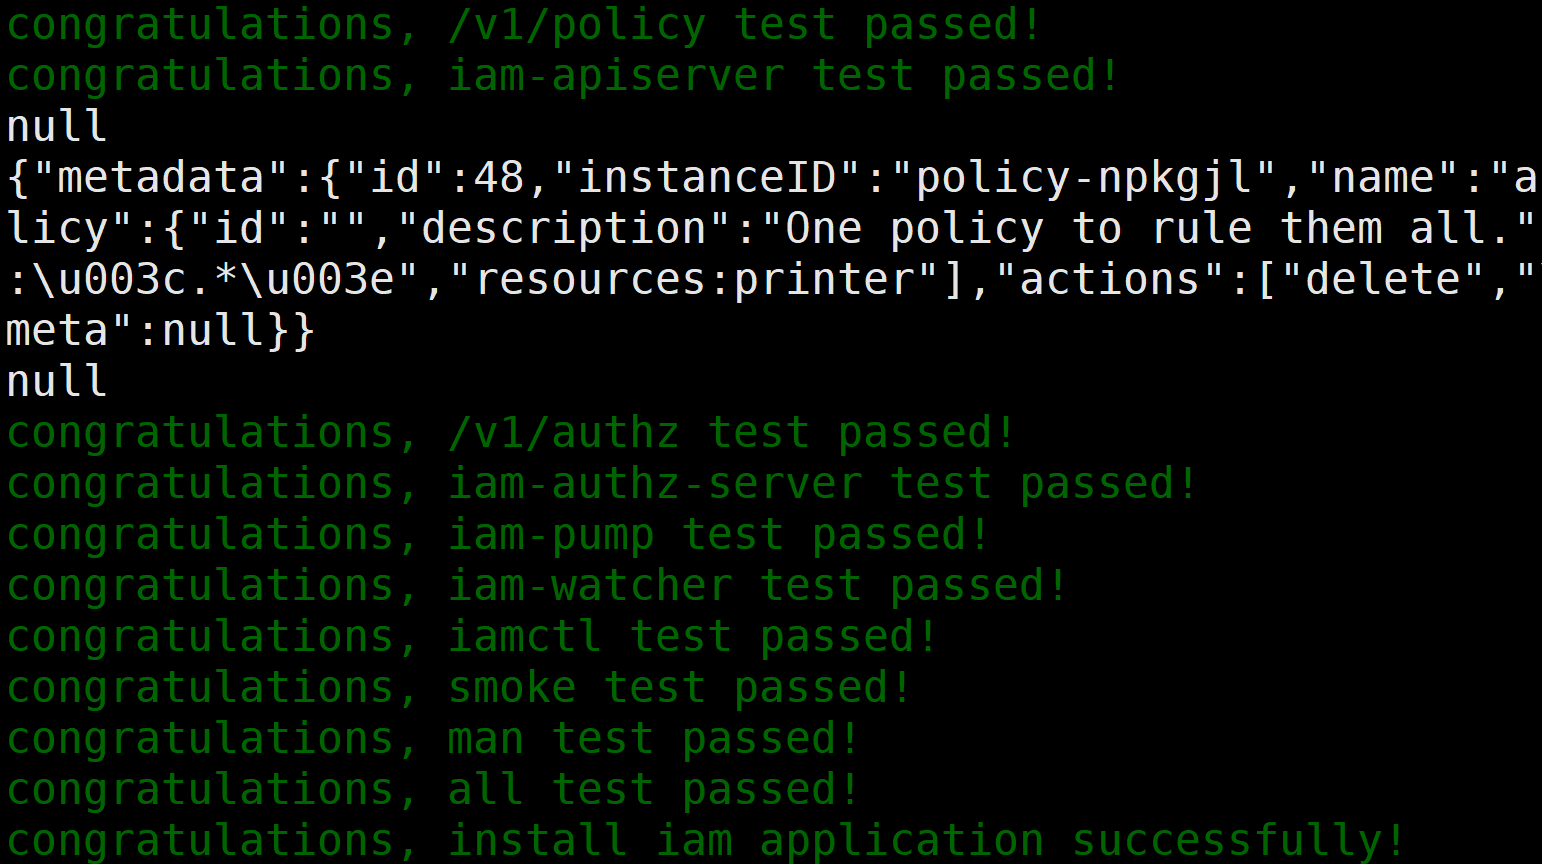 congratulations, /v1/policy test passed!
congratulations, iam-apiserver test passed!
null
{"metadata":{"id":48,"instanceID":"policy-npkgjl","name":"a
licy":{"id":"","description":"One policy to rule them all."
:\u003c.*\u003e","resources:printer"],"actions":["delete","
meta":null}}
null
congratulations, /v1/authz test passed!
congratulations, iam-authz-server test passed!
congratulations, iam-pump test passed!
congratulations, iam-watcher test passed!
congratulations, iamctl test passed!
congratulations, smoke test passed!
congratulations, man test passed!
congratulations, all test passed!
congratulations, install iam application successfully!